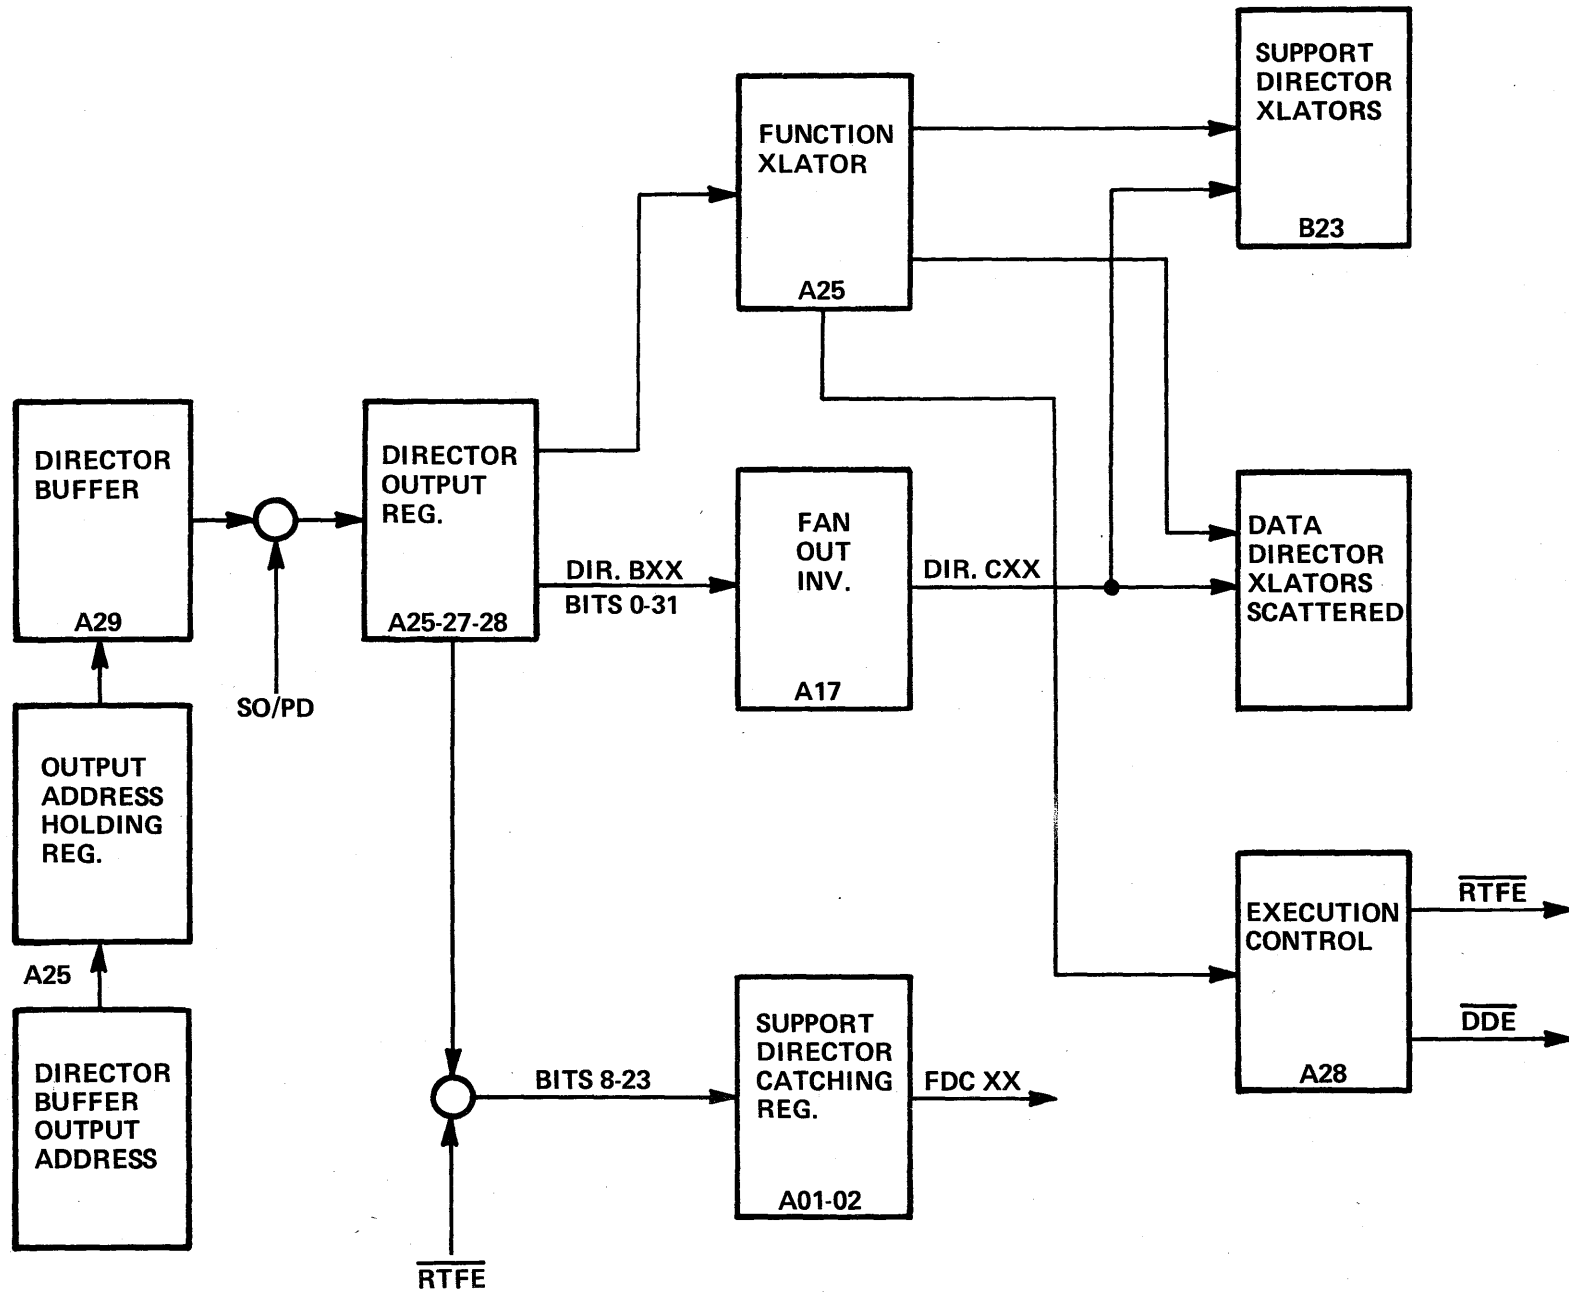 SUPPORT
DIRECTOR
XLATORS
B23
FUNCTION
XLATOR
A25
DIRECTOR
BUFFER
A29
SO/PD
DIRECTOR
OUTPUT
REG.
A25-27-28
DIR. BXX
BITS 0-31
FAN
OUT
INV.
A17
DIR. CXX
DATA
DIRECTOR
XLATORS
SCATTERED
OUTPUT
ADDRESS
HOLDING
REG.
A25
DIRECTOR
BUFFER
OUTPUT
ADDRESS
RTFE
BITS 8-23
SUPPORT
DIRECTOR
CATCHING
REG.
A01-02
FDC XX
EXECUTION
CONTROL
A28
RTFE
DDE